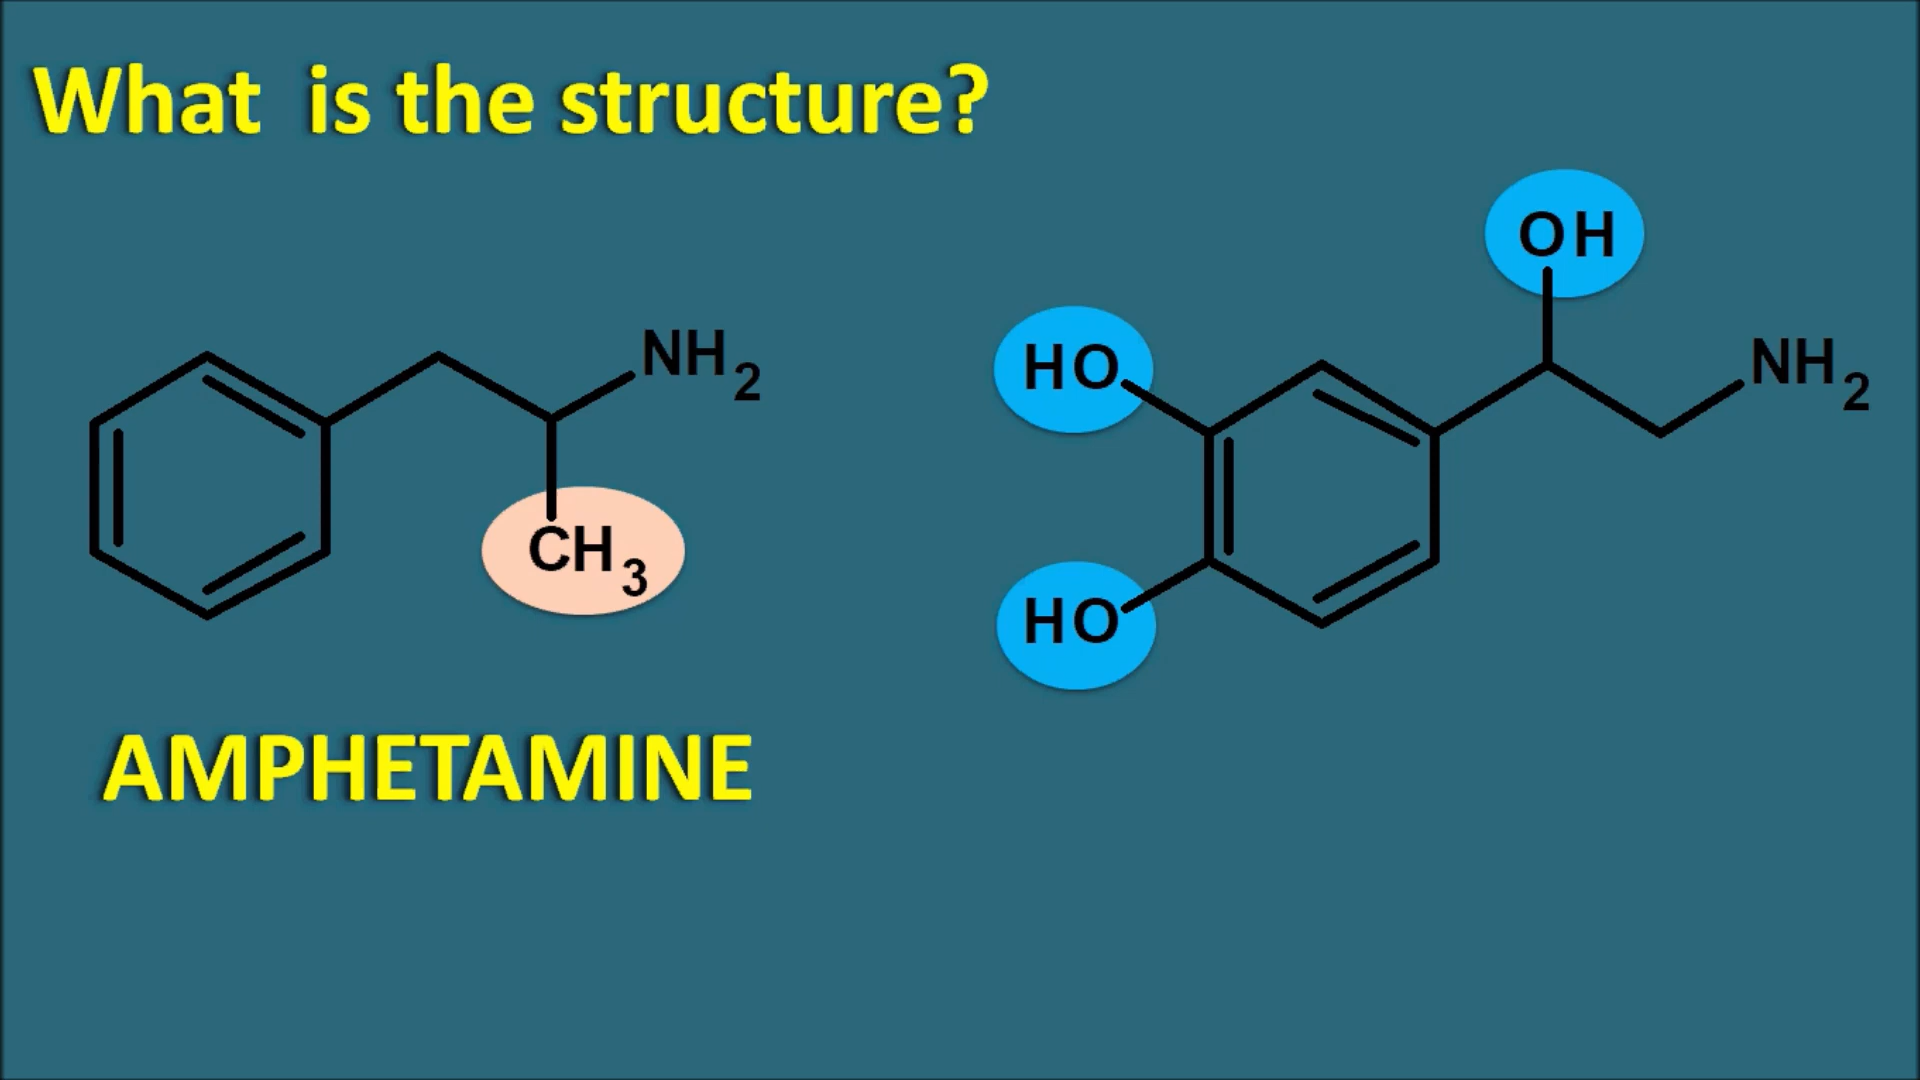 What is the structure?
OH
HO
NH2
NH2
CH3
HO
AMPHETAMINE